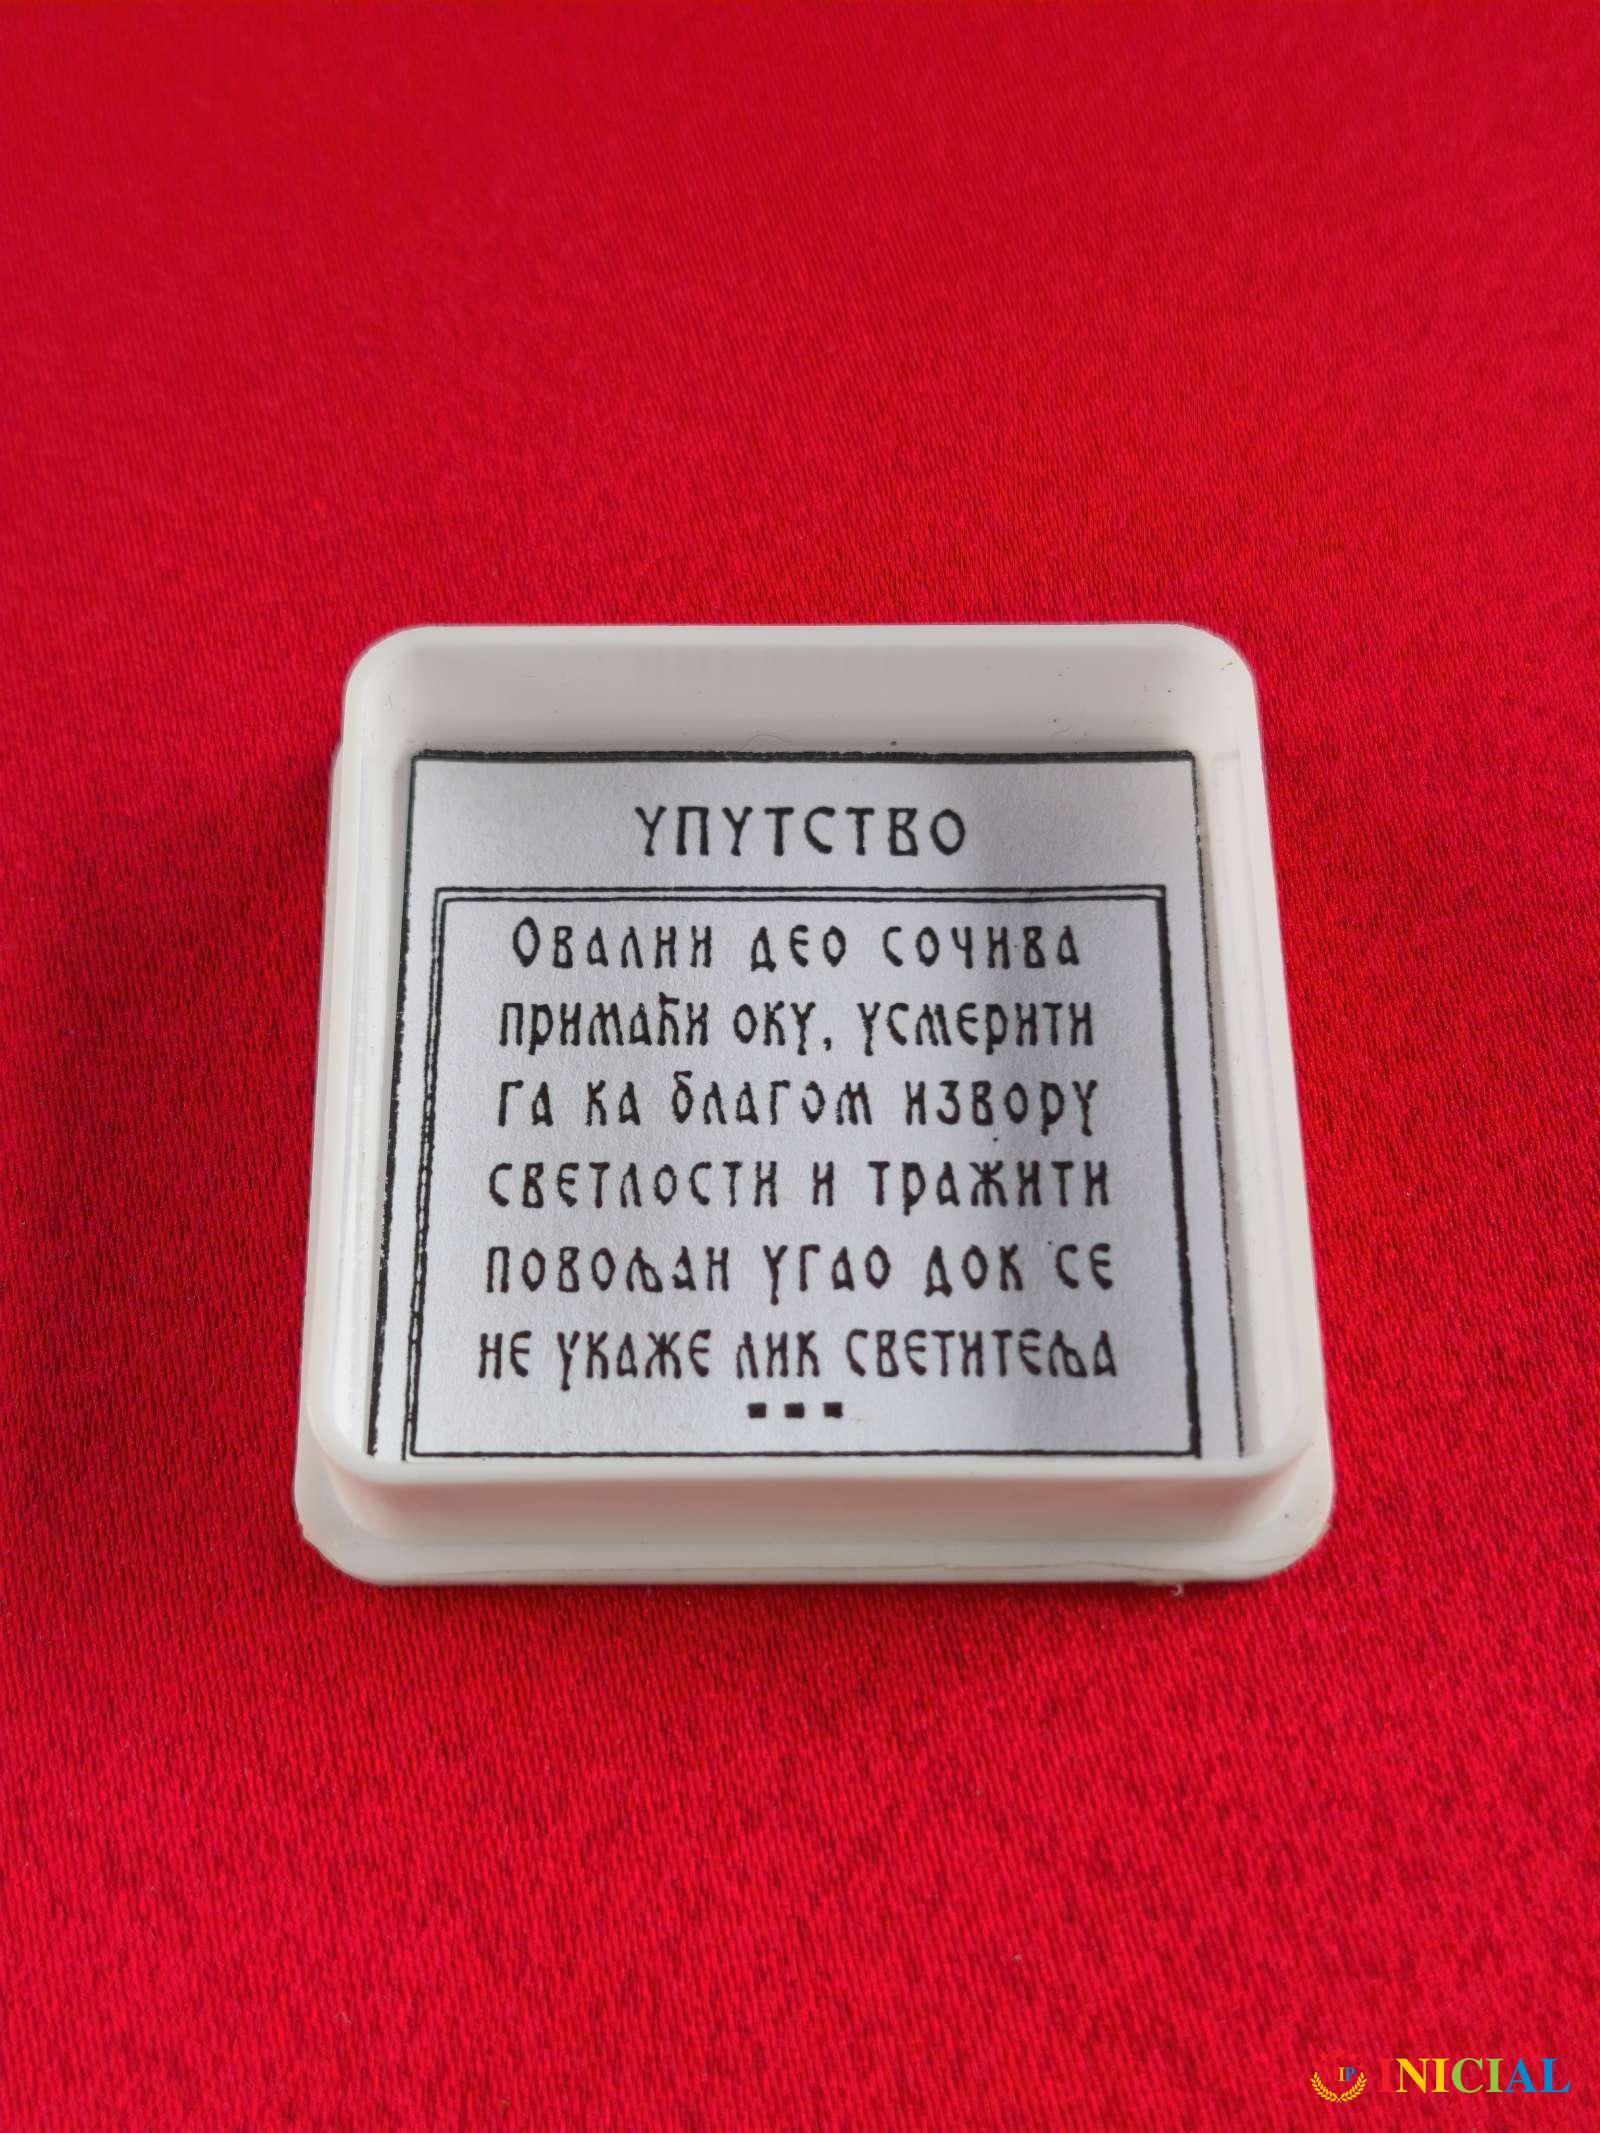 УПУТСТВО
Овални део сочива
примаћи оку, усмерити
га ка благом извору
светлости и тражити
повољан угао док се
не укаже лик светитеља
IP INICIAL